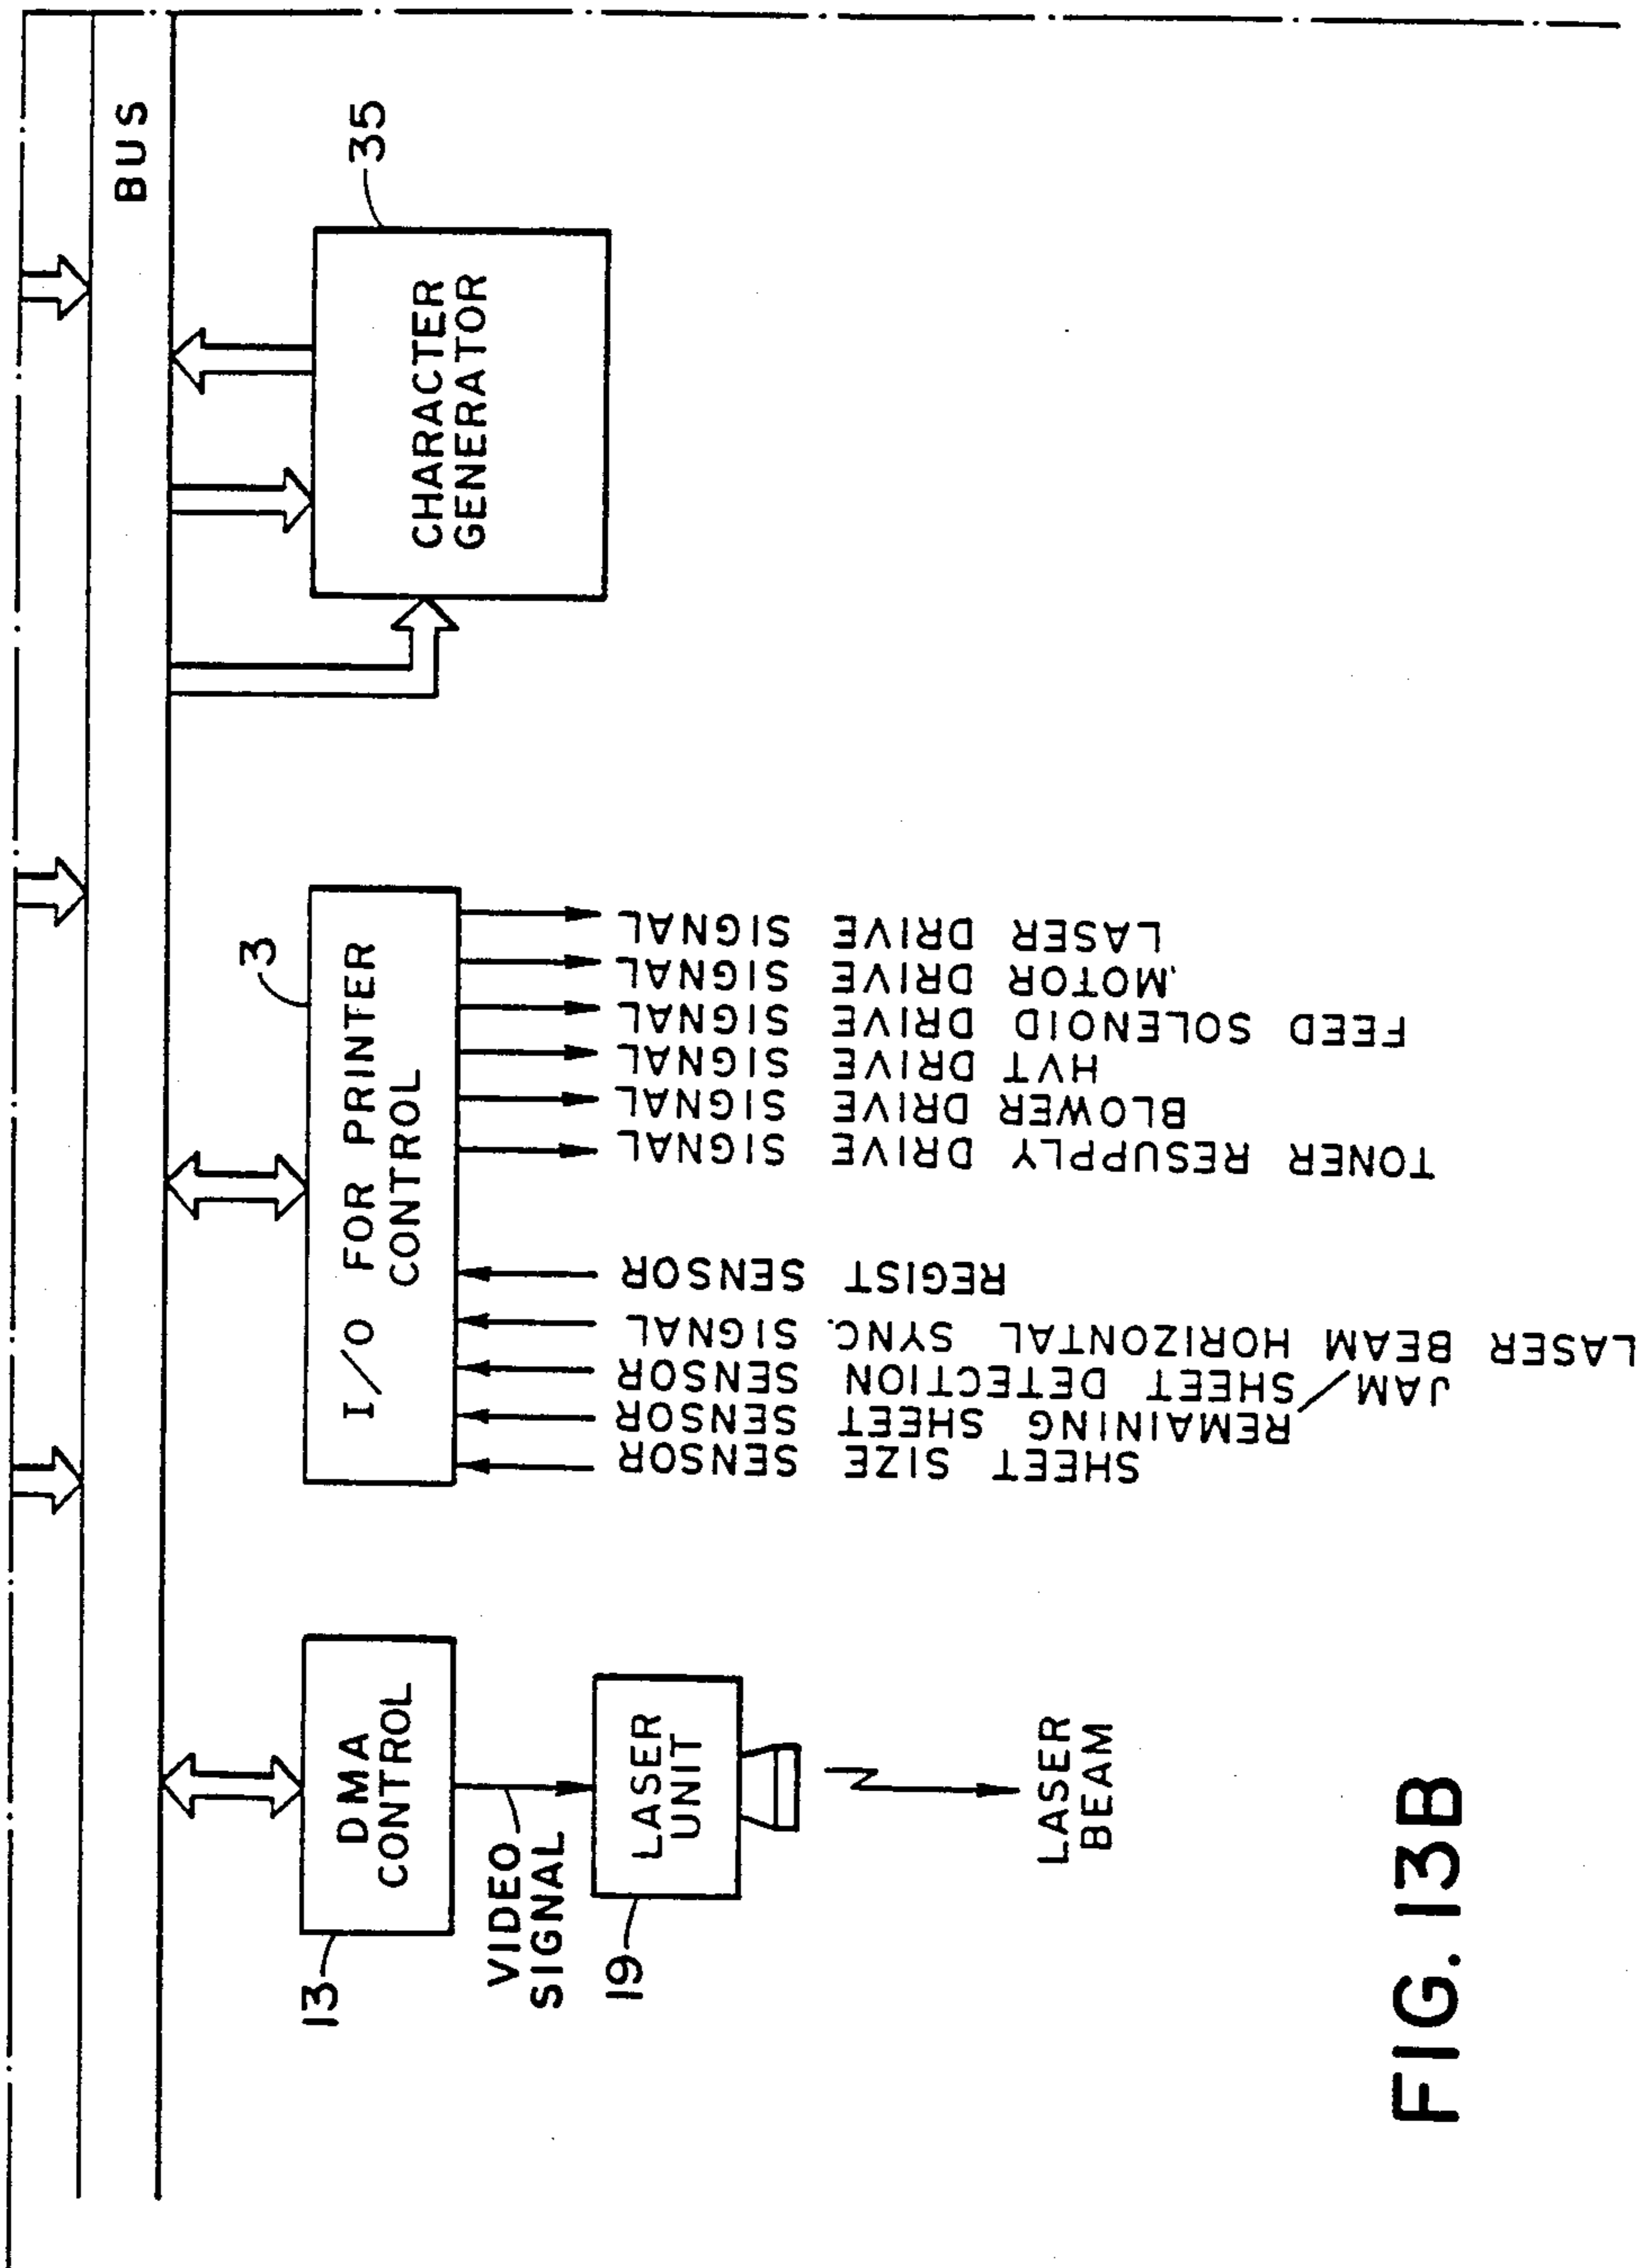 BUS
13
DMA
CONTROL
VIDEO
SIGNAL
19
LASER
UNIT
LASER
BEAM
3
I/O FOR PRINTER
CONTROL
SHEET SIZE SENSOR
REMAINING SHEET SENSOR
JAM/SHEET DETECTION SENSOR
LASER BEAM HORIZONTAL SYNC. SIGNAL
REGIST SENSOR
TONER RESUPPLY DRIVE SIGNAL
BLOWER DRIVE SIGNAL
HVT DRIVE SIGNAL
FEED SOLENOID DRIVE SIGNAL
MOTOR DRIVE SIGNAL
LASER DRIVE SIGNAL
35
CHARACTER
GENERATOR
FIG. 13B